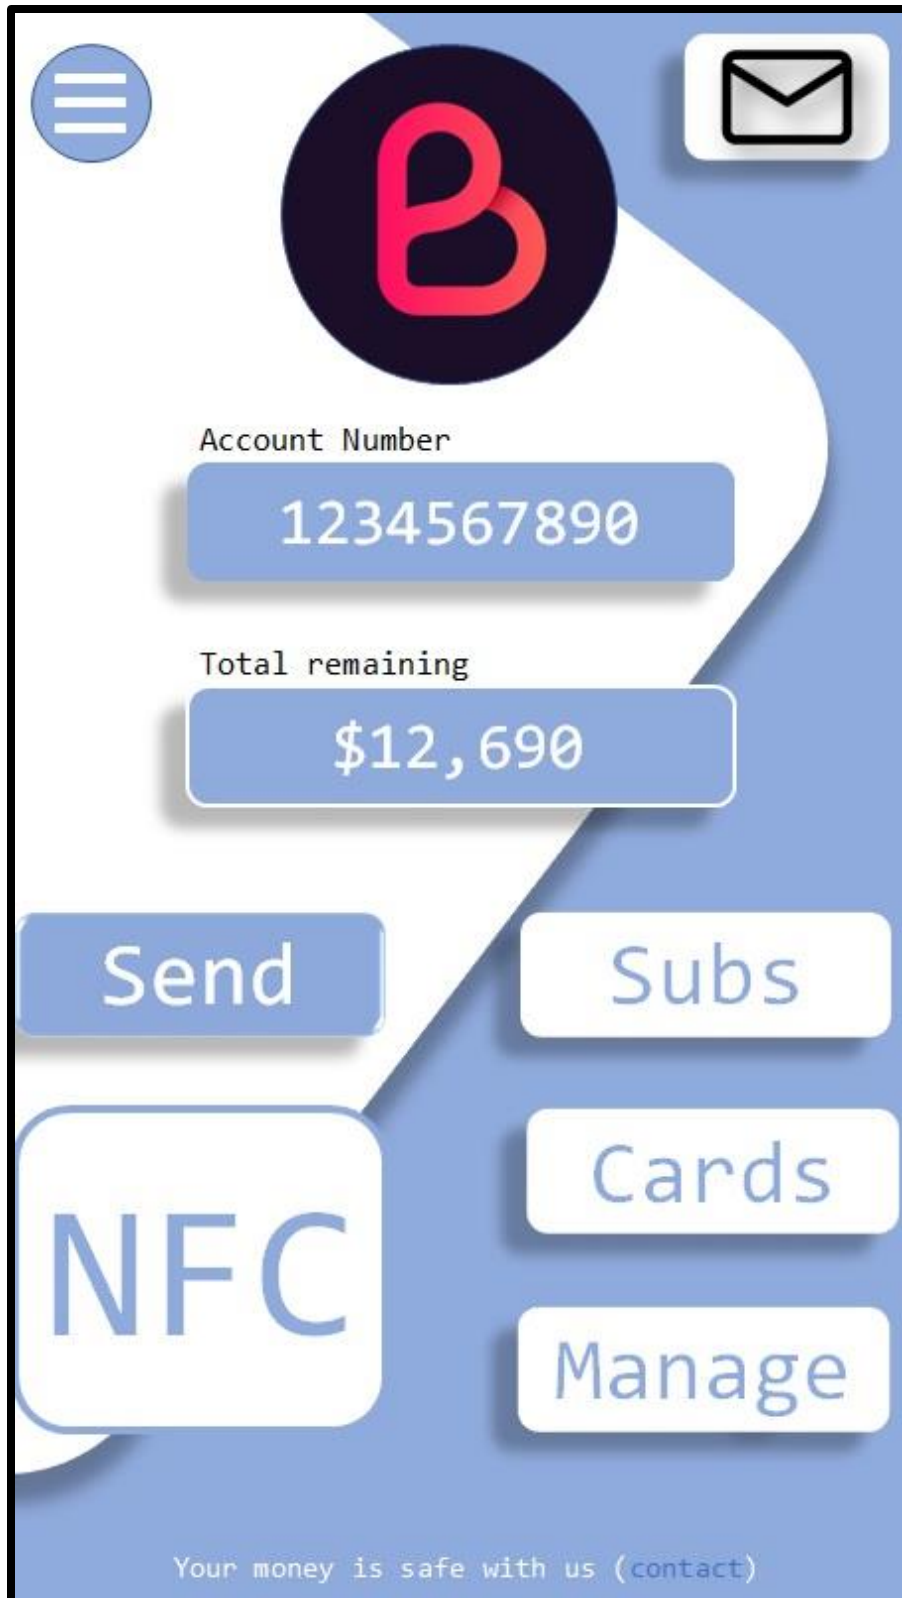 B
Account Number
1234567890
Total remaining
$12,690
Send
Subs
NFC
Cards
Manage
Your money is safe with us (contact)